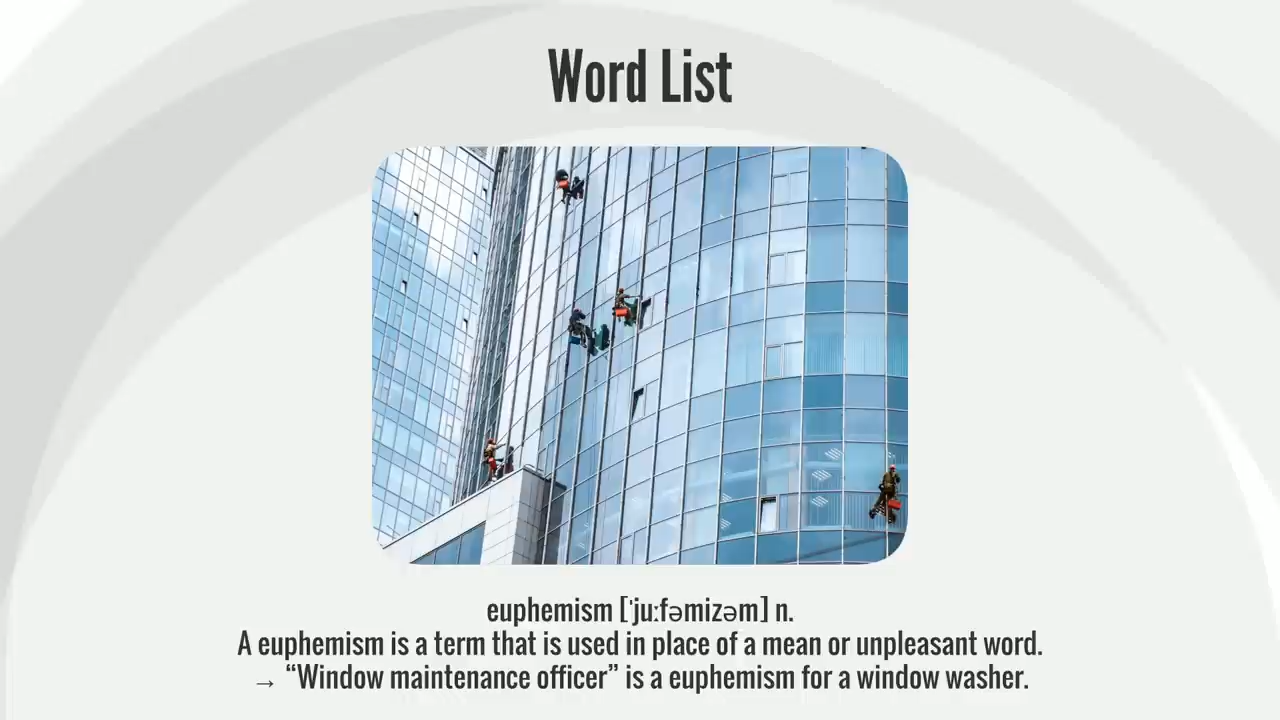 Word List
euphemism [ˈjuːfəmizəm] n.
A euphemism is a term that is used in place of a mean or unpleasant word.
→ “Window maintenance officer” is a euphemism for a window washer.